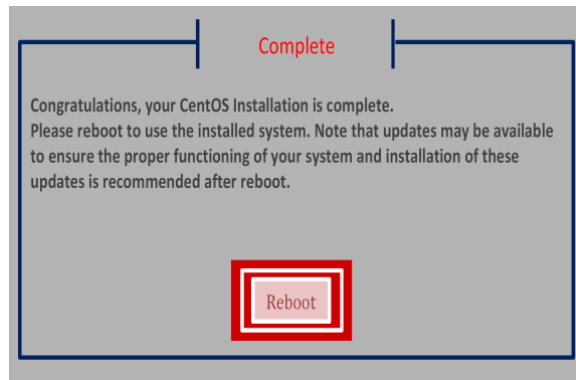 Complete
Congratulations, your CentOS Installation is complete.
Please reboot to use the installed system. Note that updates may be available
to ensure the proper functioning of your system and installation of these
updates is recommended after reboot.
Reboot